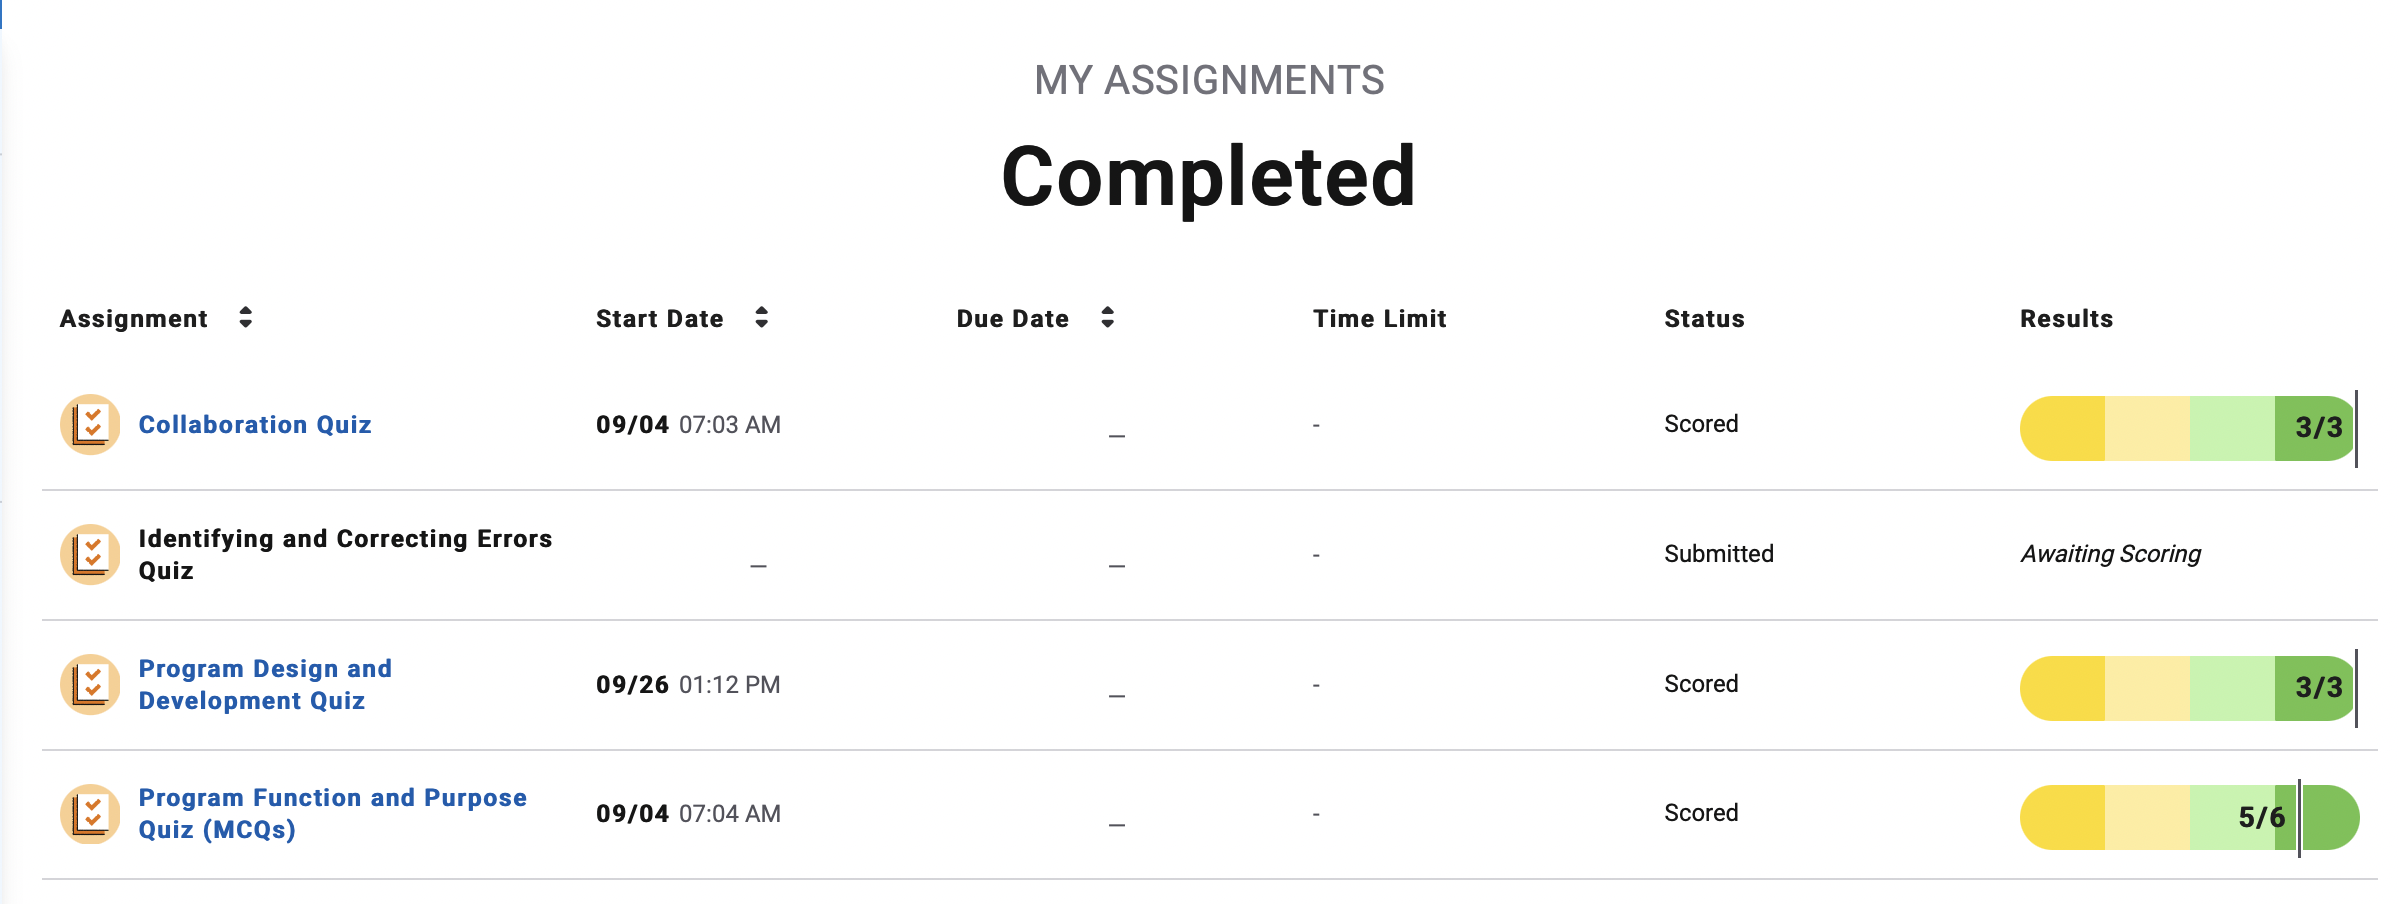 MY ASSIGNMENTS
Completed
Assignment Start Date Due Date Time Limit Status Results
Collaboration Quiz 09/04 07:03 AM _ - Scored 3/3
Identifying and Correcting Errors
Quiz _ _ - Submitted Awaiting Scoring
Program Design and
Development Quiz 09/26 01:12 PM _ - Scored 3/3
Program Function and Purpose
Quiz (MCQs) 09/04 07:04 AM _ - Scored 5/6